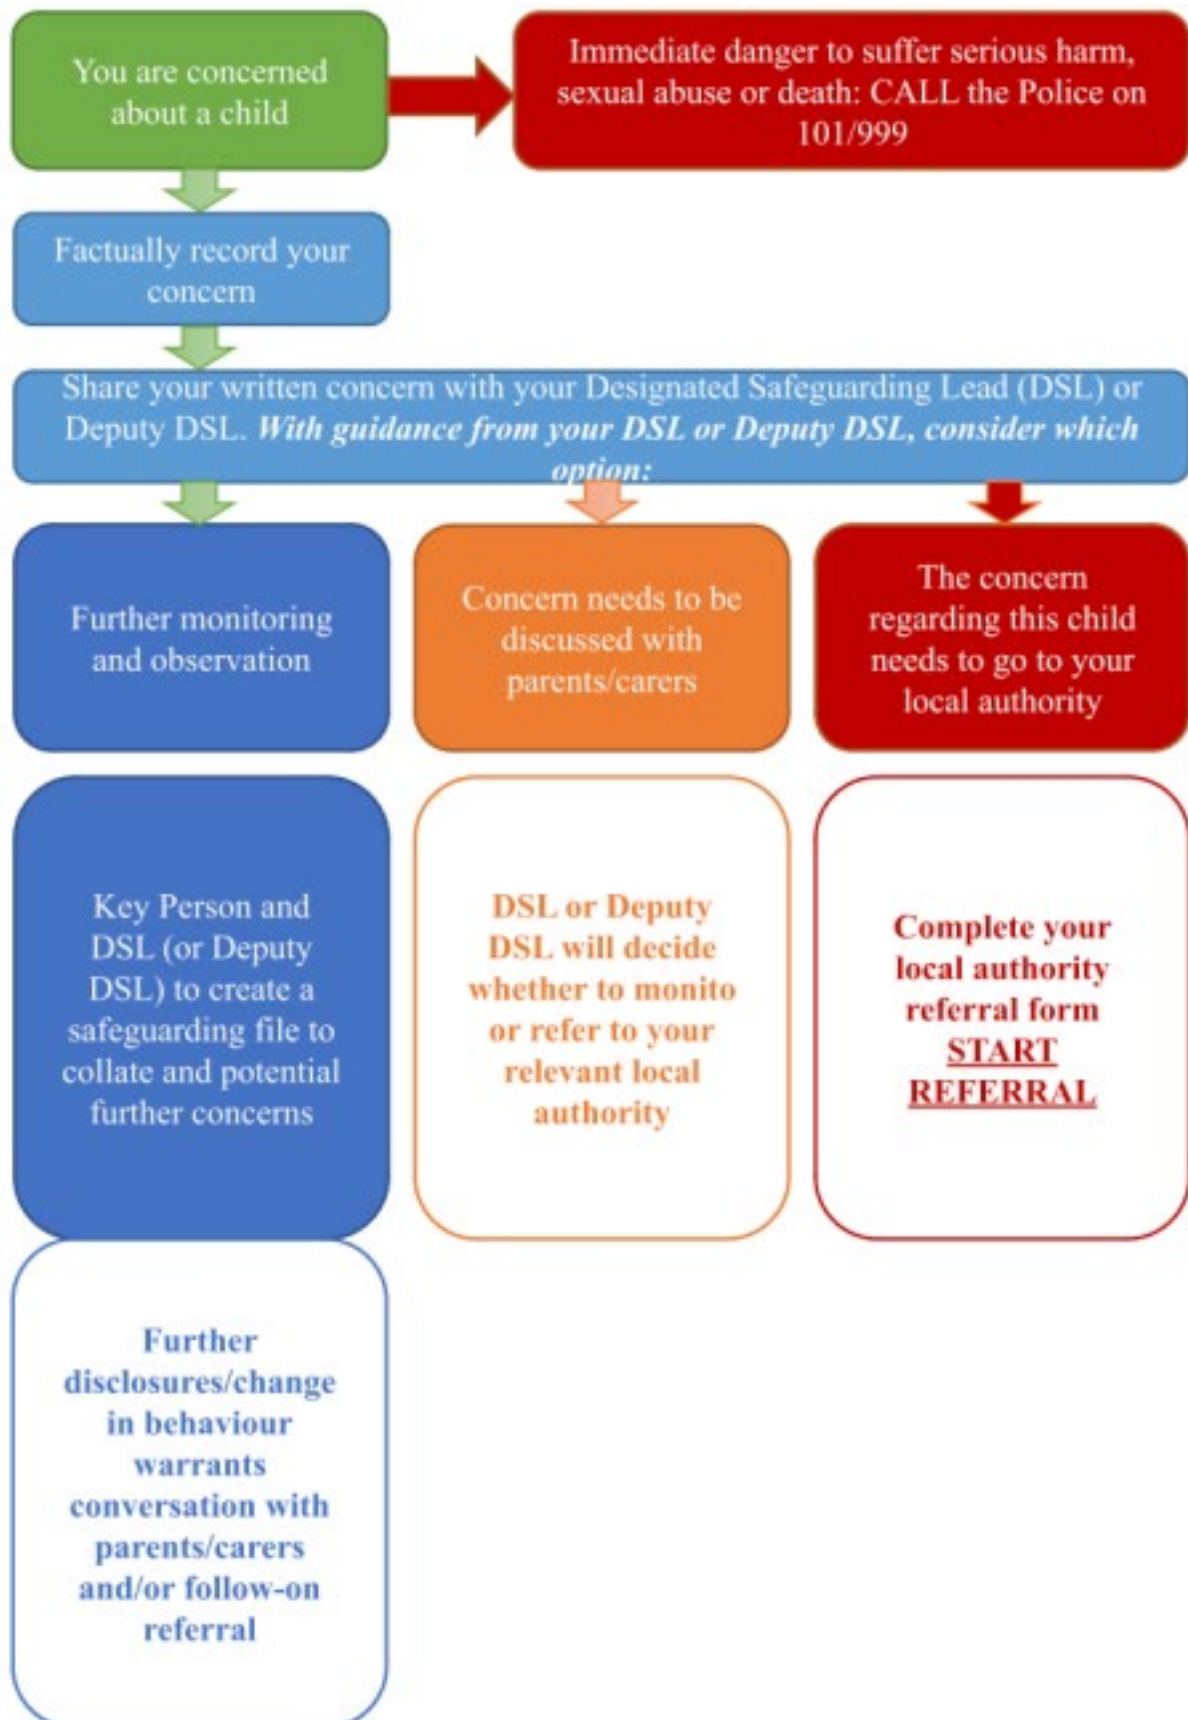 You are concerned
about a child
Immediate danger to suffer serious harm,
sexual abuse or death: CALL the Police on
101/999
Factually record your
concern
Share your written concern with your Designated Safeguarding Lead (DSL) or
Deputy DSL. With guidance from your DSL or Deputy DSL, consider which
option:
Further monitoring
and observation
Concern needs to be
discussed with
parents/carers
The concern
regarding this child
needs to go to your
local authority
Key Person and
DSL (or Deputy
DSL) to create a
safeguarding file to
collate and potential
further concerns
DSL or Deputy
DSL will decide
whether to monito
or refer to your
relevant local
authority
Complete your
local authority
referral form
START
REFERRAL
Further
disclosures/change
in behaviour
warrants
conversation with
parents/carers
and/or follow-on
referral